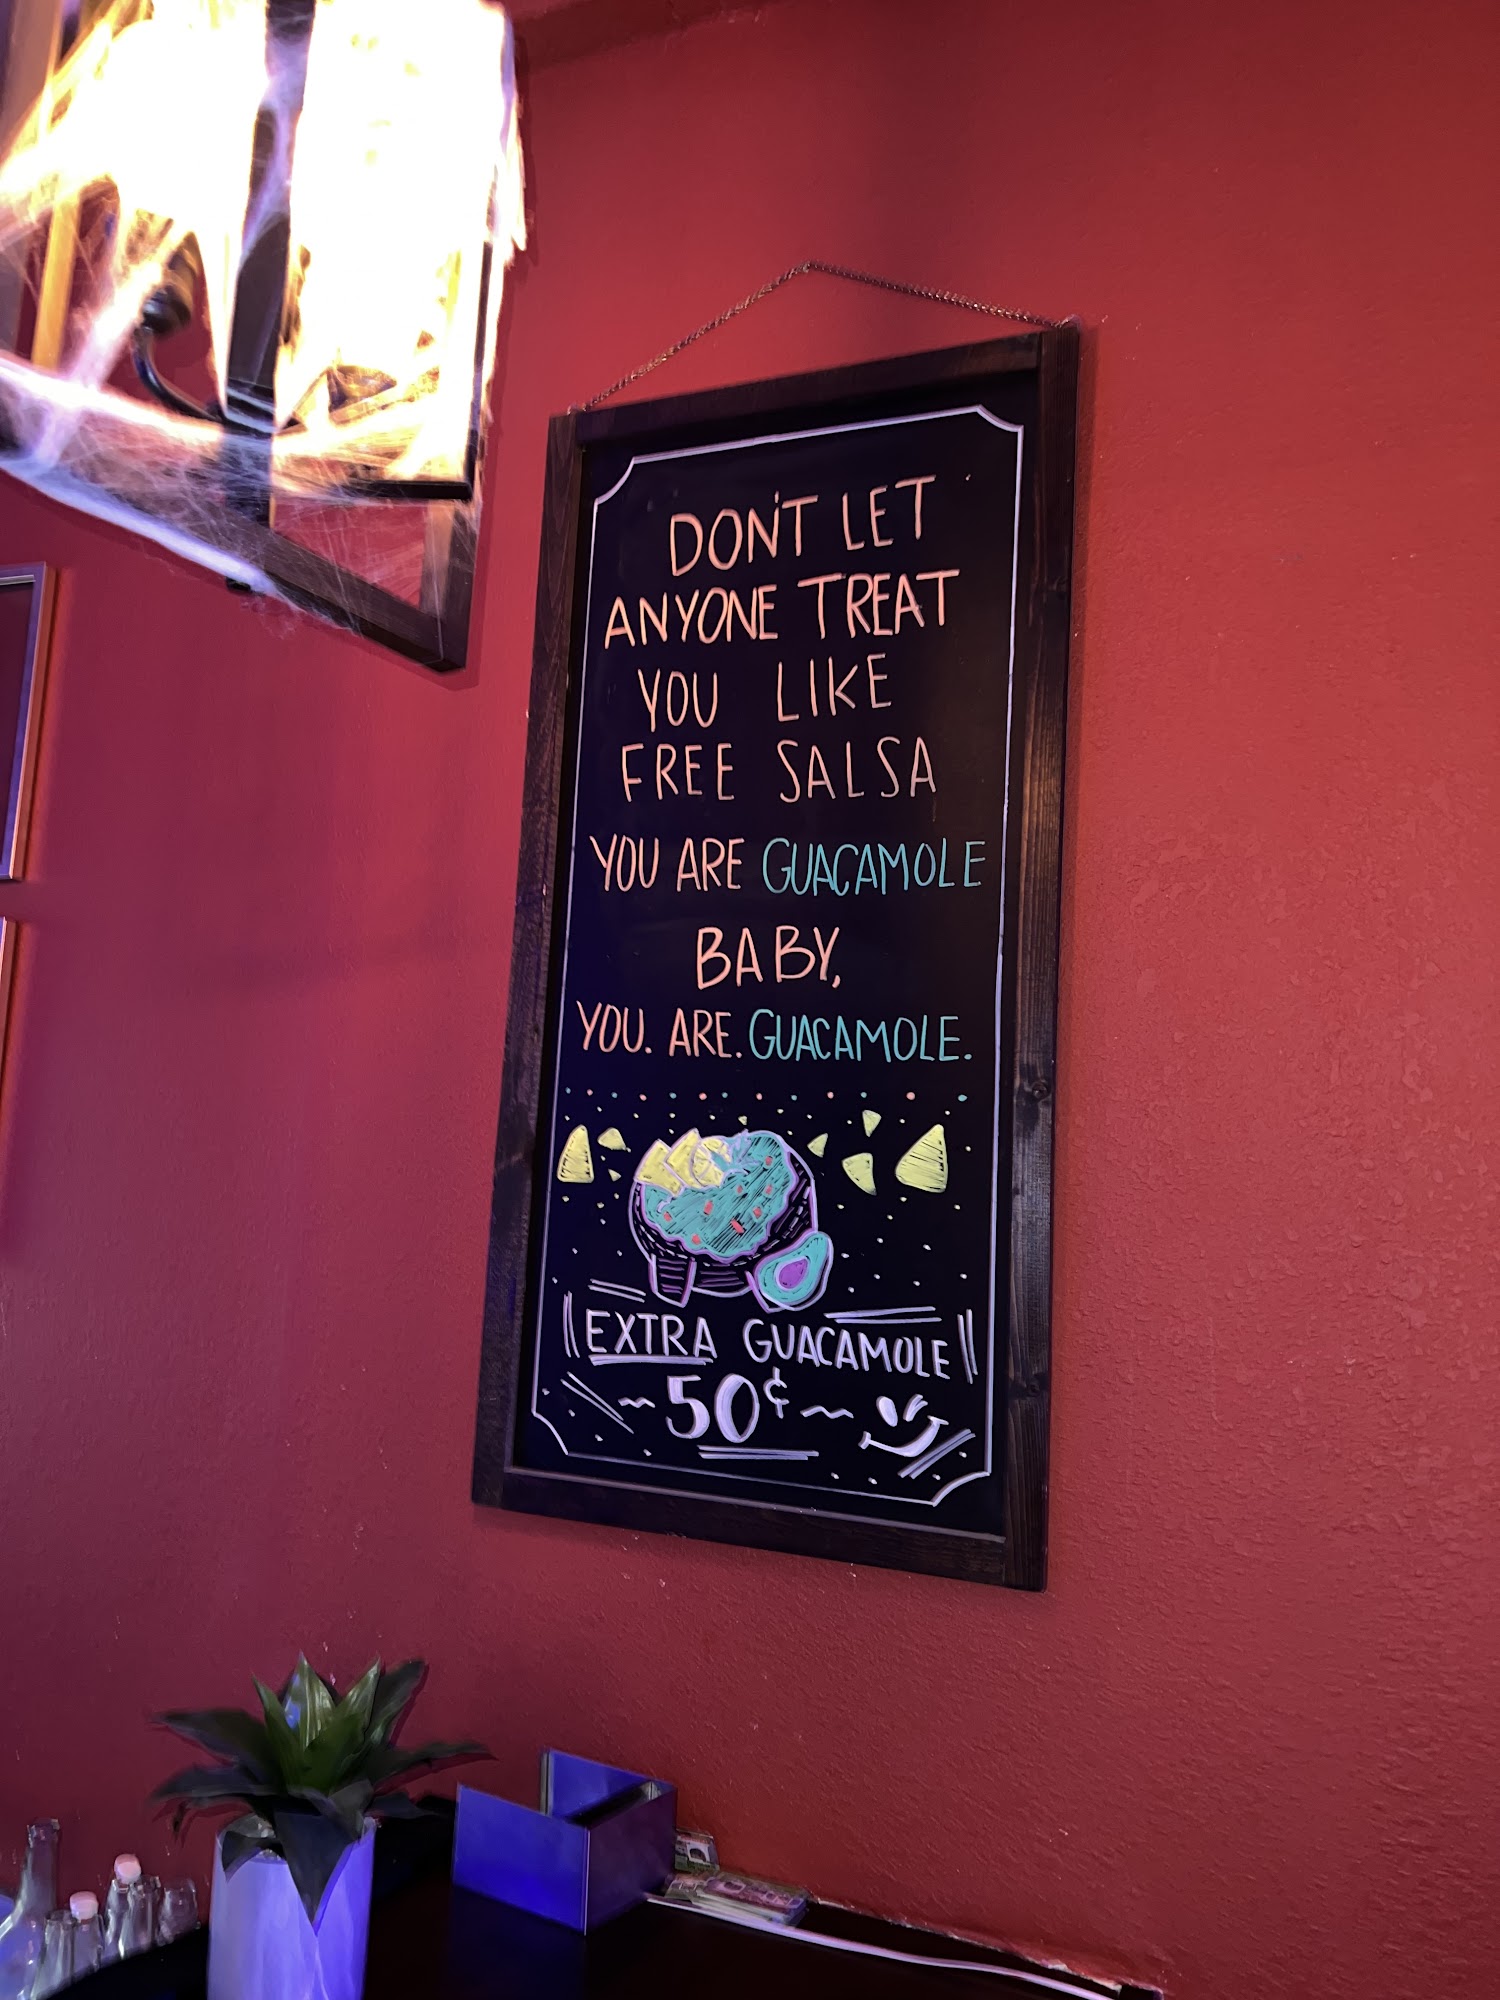 DON'T LET
ANYONE TREAT
YOU LIKE
FREE SALSA
YOU ARE GUACAMOLE
BABY,
YOU. ARE. GUACAMOLE.
EXTRA GUACAMOLE
~50¢~